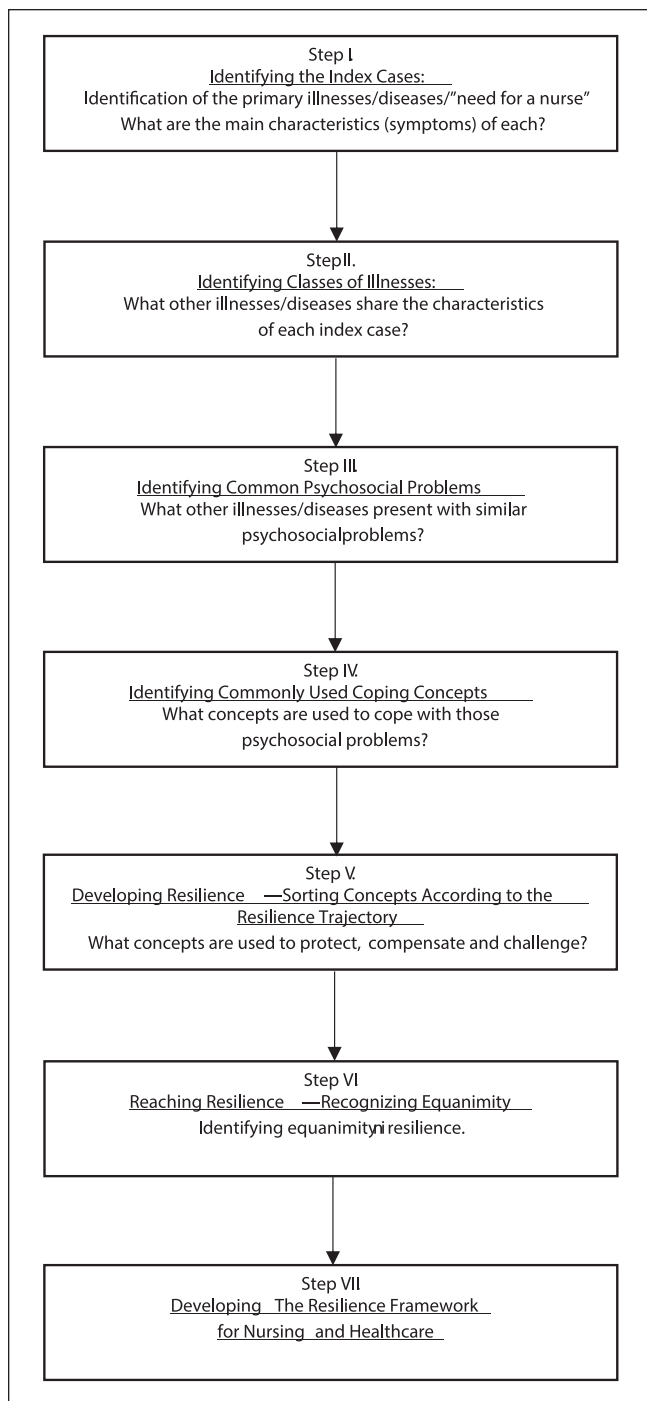 Step I.
Identifying the Index Cases:
Identification of the primary illnesses/diseases/"need for a nurse"
What are the main characteristics (symptoms) of each?
Step II.
Identifying Classes of Illnesses:
What other illnesses/diseases share the characteristics
of each index case?
Step III.
Identifying Common Psychosocial Problems
What other illnesses/diseases present with similar
psychosocial problems?
Step IV.
Identifying Commonly Used Coping Concepts
What concepts are used to cope with those
psychosocial problems?
Step V.
Developing Resilience —Sorting Concepts According to the
Resilience Trajectory
What concepts are used to protect, compensate and challenge?
Step VI
Reaching Resilience —Recognizing Equanimity
Identifying equanimity in resilience.
Step VII
Developing The Resilience Framework
for Nursing and Healthcare